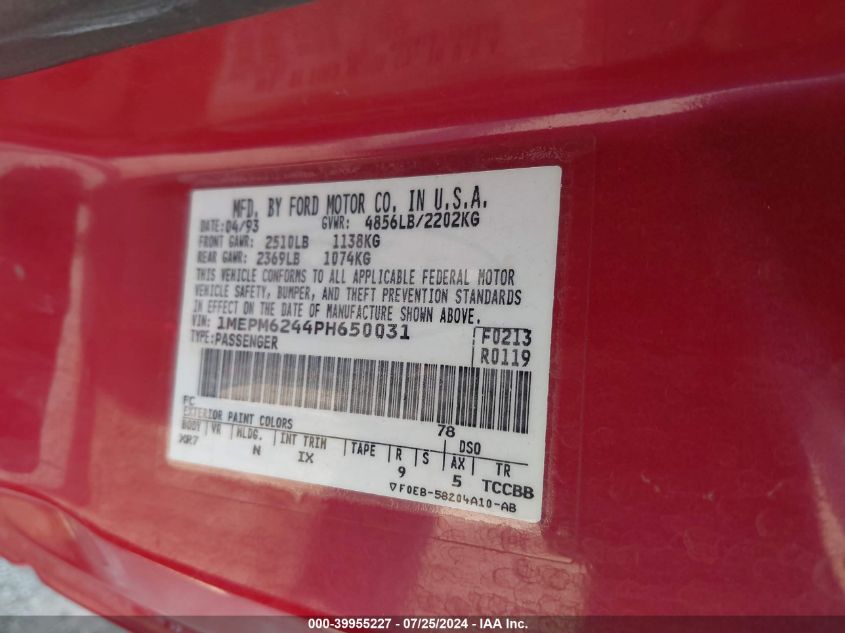 MFD. BY FORD MOTOR CO. IN U.S.A.
DATE: 04/93 GVWR: 4856LB/2202KG
FRONT GAWR: 2510LB 1138KG
REAR GAWR: 2369LB 1074KG
THIS VEHICLE CONFORMS TO ALL APPLICABLE FEDERAL MOTOR
VEHICLE SAFETY, BUMPER, AND THEFT PREVENTION STANDARDS
IN EFFECT ON THE DATE OF MANUFACTURE SHOWN ABOVE.
VIN: 1MEPM6244PH650031 F0213
TYPE: PASSENGER R0119
FC 78
EXTERIOR PAINT COLORS DSO
BODY VR MLDG. INT TRIM TAPE R S AX TR
XR7 N IX 9 5 TCCBB
F0EB-58204A10-AB
000-39955227 - 07/25/2024 - IAA Inc.